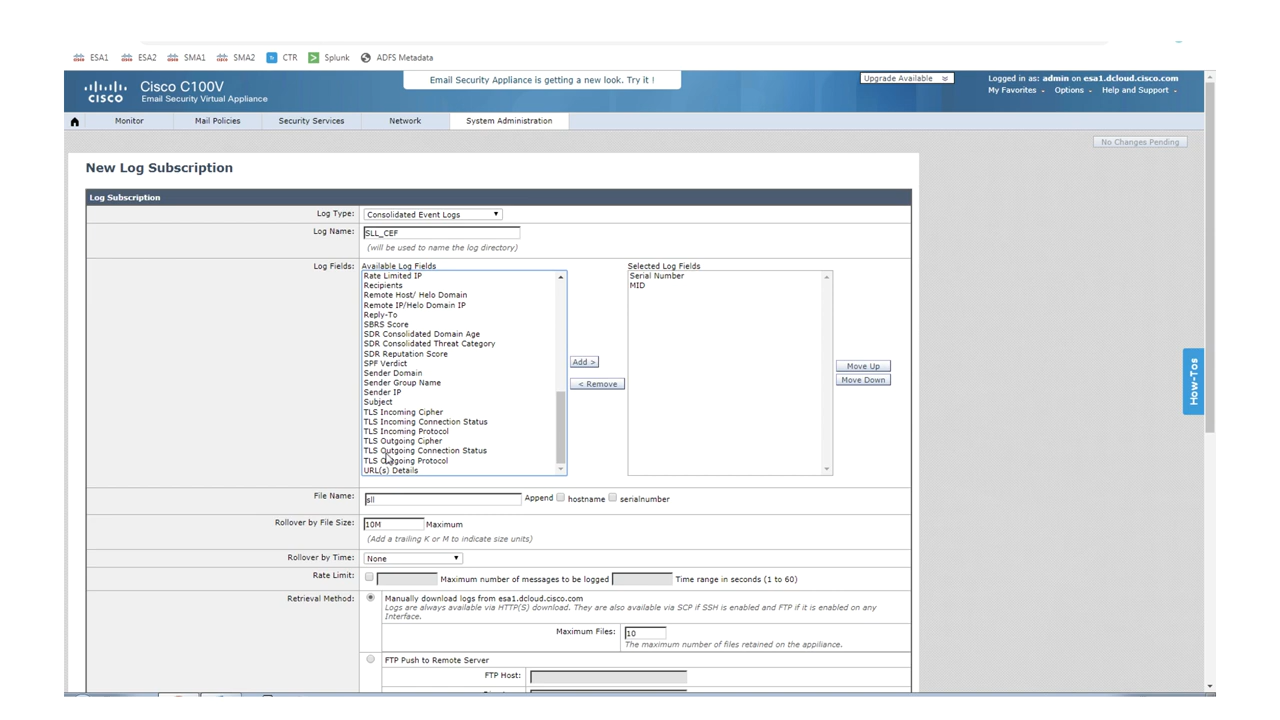 ESA1 ESA2 SMA1 SMA2 CTR Splunk ADFS Metadata
Cisco C100V
CISCO Email Security Virtual Appliance
Email Security Appliance is getting a new look. Try it !
Upgrade Available
Logged in as: admin on esa1.dcloud.cisco.com
My Favorites Options Help and Support
Monitor Mail Policies Security Services Network System Administration
No Changes Pending
New Log Subscription
Log Subscription
Log Type: Consolidated Event Logs
Log Name: SLL_CEF
(will be used to name the log directory)
Log Fields: Available Log Fields Selected Log Fields
Rate Limited IP
Recipients
Remote Host/ Helo Domain
Remote IP/Helo Domain IP
Reply-To
SBRS Score
SDR Consolidated Domain Age
SDR Consolidated Threat Category
SDR Reputation Score
SPF Verdict
Sender Domain
Sender Group Name
Sender IP
Subject
TLS Incoming Cipher
TLS Incoming Connection Status
TLS Incoming Protocol
TLS Outgoing Cipher
TLS Outgoing Connection Status
TLS Outgoing Protocol
URL(s) Details
Add >
< Remove
Serial Number
MID
Move Up
Move Down
How-Tos
File Name: sll Append hostname serialnumber
Rollover by File Size: 10M Maximum
(Add a trailing K or M to indicate size units)
Rollover by Time: None
Rate Limit: Maximum number of messages to be logged Time range in seconds (1 to 60)
Retrieval Method: Manually download logs from esa1.dcloud.cisco.com
Logs are always available via HTTP(S) download. They are also available via SCP if SSH is enabled and FTP if it is enabled on any
Interface.
Maximum Files: 10
The maximum number of files retained on the appliance.
FTP Push to Remote Server
FTP Host: